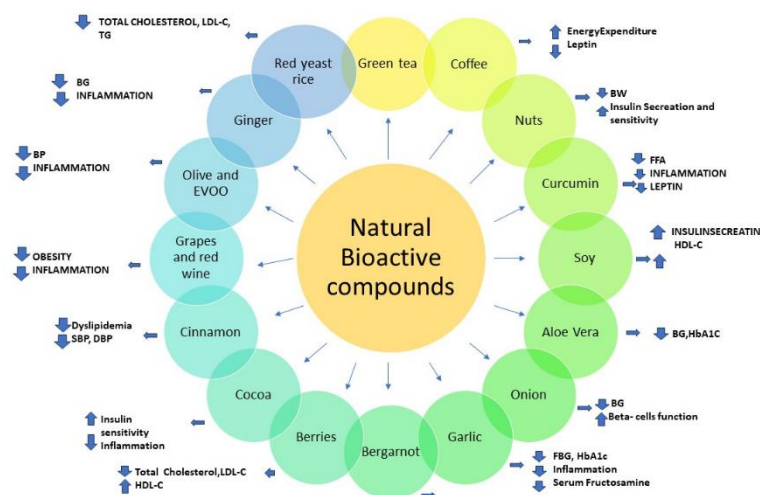 TOTAL CHOLESTEROL, LDL-C,
TG
Red yeast
rice
Green tea
Coffee
EnergyExpenditure
Leptin
BG
INFLAMMATION
Ginger
Nuts
BW
Insulin Secreation and
sensitivity
BP
INFLAMMATION
Olive and
EVOO
Curcumin
FFA
INFLAMMATION
LEPTIN
Natural
Bioactive
compounds
OBESITY
INFLAMMATION
Grapes and red
wine
Soy
INSULINSECREATIN
HDL-C
Dyslipidemia
SBP, DBP
Cinnamon
Aloe Vera
BG,HbA1C
Insulin
sensitivity
Inflammation
Cocoa
Onion
BG
Beta- cells function
Total Cholesterol,LDL-C
HDL-C
Berries
Bergarnot
Garlic
FBG, HbA1c
Inflammation
Serum Fructosamine